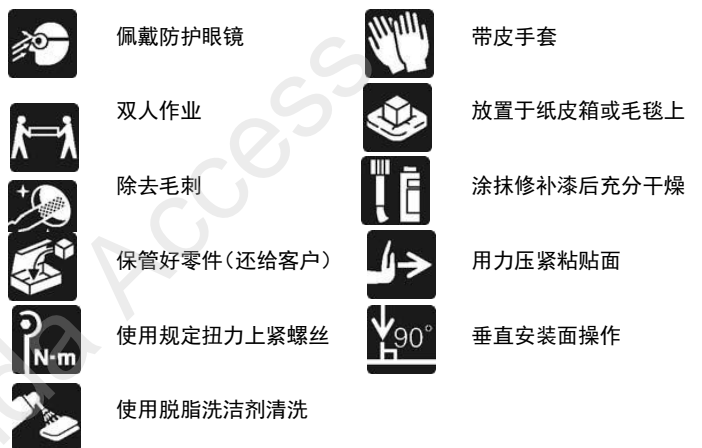 佩戴防护眼镜
带皮手套
双人作业
放置于纸皮箱或毛毯上
除去毛刺
涂抹修补漆后充分干燥
保管好零件（还给客户）
用力压紧粘贴面
使用规定扭力上紧螺丝
N·m
垂直安装面操作
90°
使用脱脂洗洁剂清洗
da Access